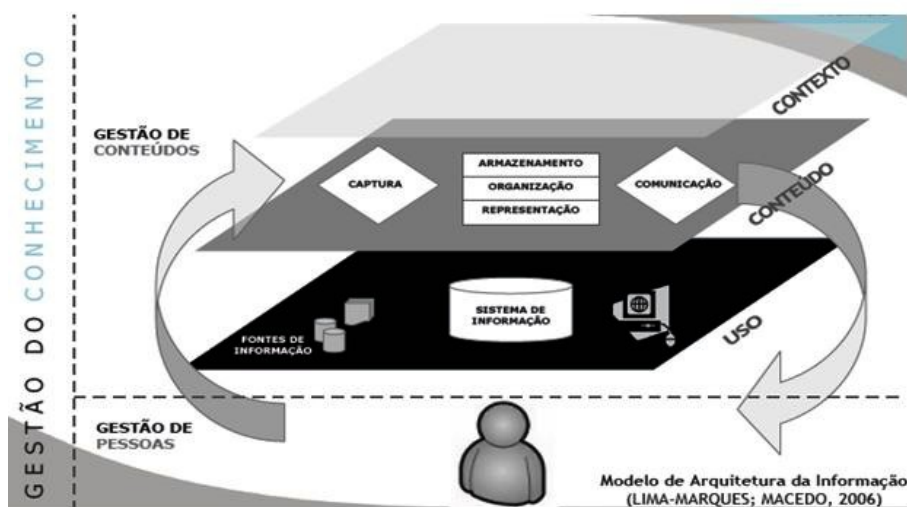 GESTÃO DO CONHECIMENTO
GESTÃO DE
CONTEÚDOS
CONTEXTO
CAPTURA
ARMAZENAMENTO
ORGANIZAÇÃO
REPRESENTAÇÃO
COMUNICAÇÃO
CONTEÚDO
FONTES DE
INFORMAÇÃO
SISTEMA DE
INFORMAÇÃO
USO
GESTÃO DE
PESSOAS
Modelo de Arquitetura da Informação
(LIMA-MARQUES; MACEDO, 2006)